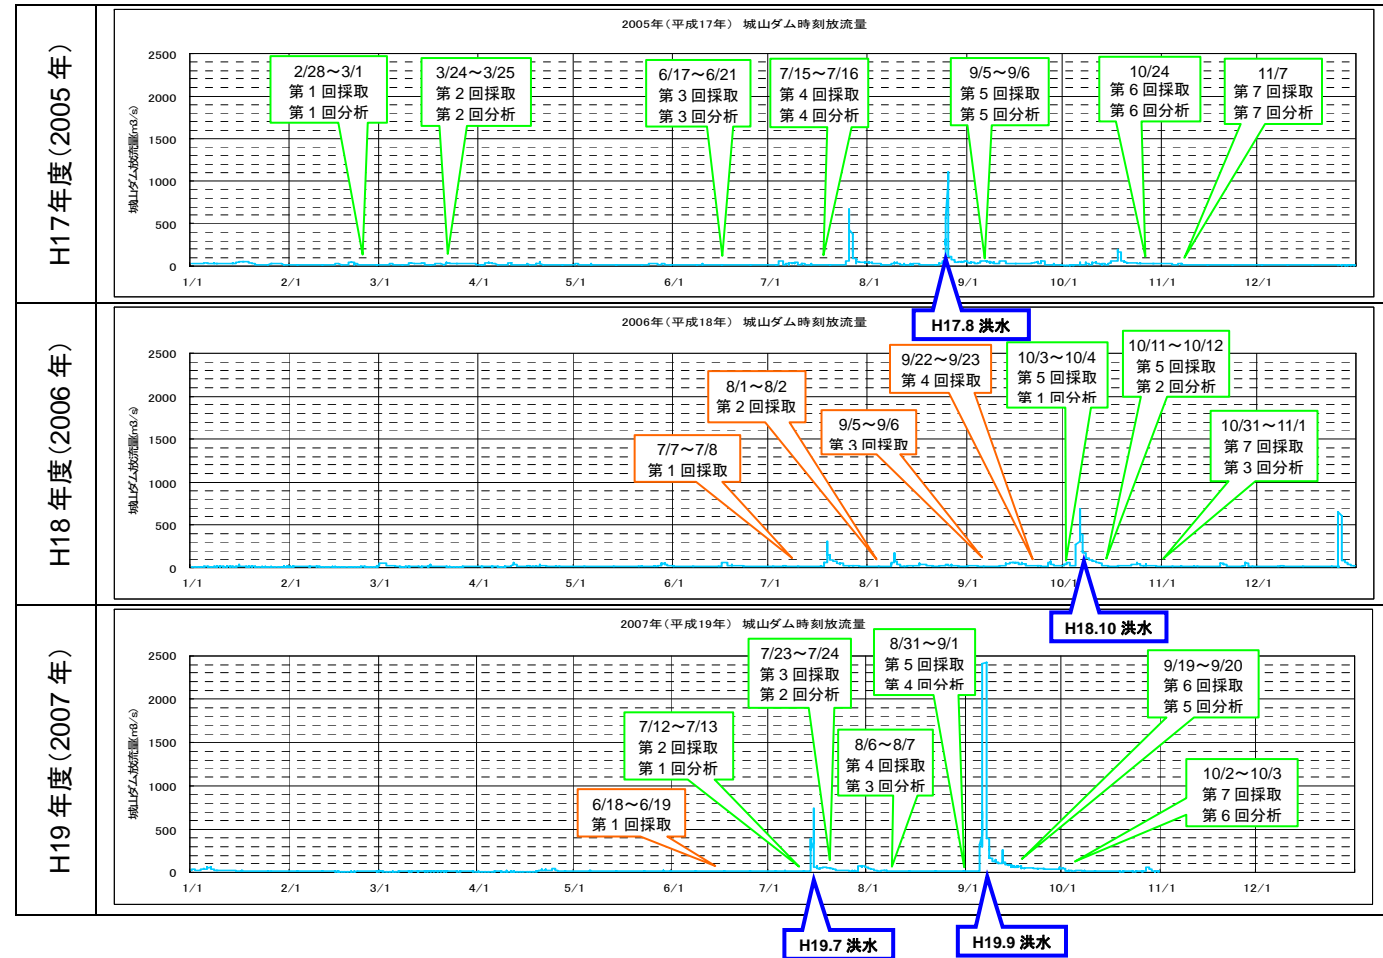 H17年度(2005年)
2005年(平成17年) 城山ダム時刻放流量
城山ダム放流量(m3/s)
2500
2000
1500
1000
500
0
2/28～3/1
第1回採取
第1回分析
3/24～3/25
第2回採取
第2回分析
6/17～6/21
第3回採取
第3回分析
7/15～7/16
第4回採取
第4回分析
9/5～9/6
第5回採取
第5回分析
10/24
第6回採取
第6回分析
11/7
第7回採取
第7回分析
1/1 2/1 3/1 4/1 5/1 6/1 7/1 8/1 9/1 10/1 11/1 12/1
H17.8 洪水
H18年度(2006年)
2006年(平成18年) 城山ダム時刻放流量
城山ダム放流量(m3/s)
2500
2000
1500
1000
500
0
7/7～7/8
第1回採取
8/1～8/2
第2回採取
9/5～9/6
第3回採取
9/22～9/23
第4回採取
10/3～10/4
第5回採取
第1回分析
10/11～10/12
第5回採取
第2回分析
10/31～11/1
第7回採取
第3回分析
1/1 2/1 3/1 4/1 5/1 6/1 7/1 8/1 9/1 10/1 11/1 12/1
H18.10 洪水
H19年度(2007年)
2007年(平成19年) 城山ダム時刻放流量
城山ダム放流量(m3/s)
2500
2000
1500
1000
500
0
6/18～6/19
第1回採取
7/12～7/13
第2回採取
第1回分析
7/23～7/24
第3回採取
第2回分析
8/6～8/7
第4回採取
第3回分析
8/31～9/1
第5回採取
第4回分析
9/19～9/20
第6回採取
第5回分析
10/2～10/3
第7回採取
第6回分析
1/1 2/1 3/1 4/1 5/1 6/1 7/1 8/1 9/1 10/1 11/1 12/1
H19.7 洪水
H19.9 洪水